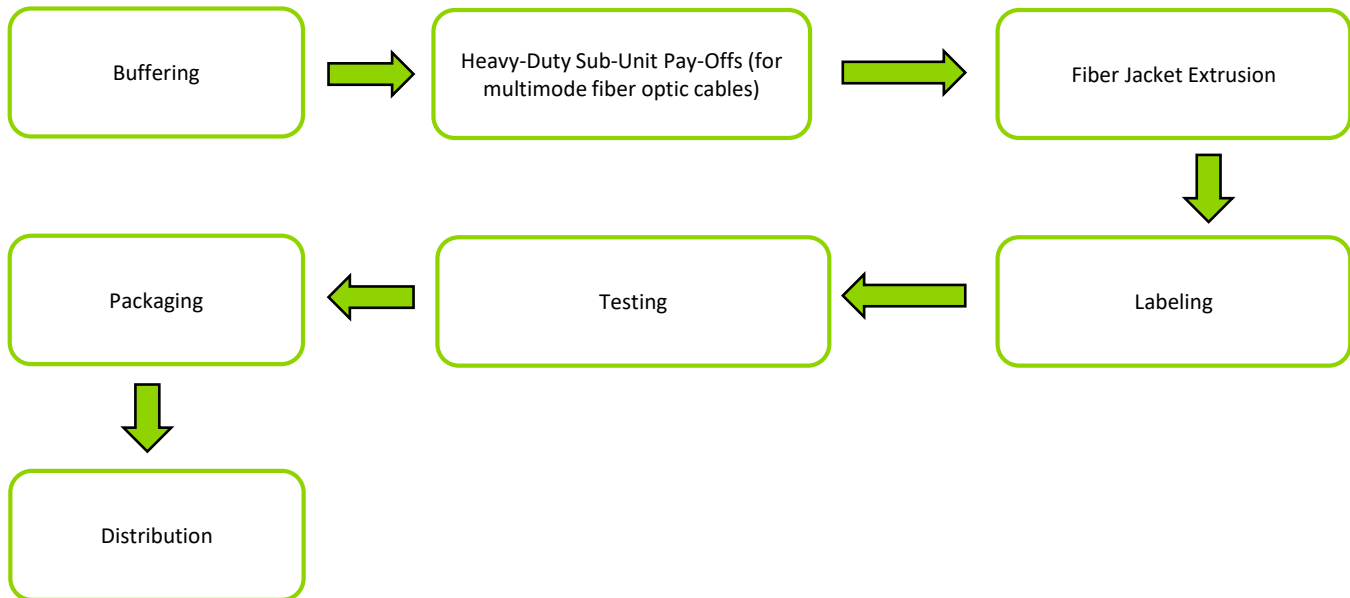 Buffering
Heavy-Duty Sub-Unit Pay-Offs (for
multimode fiber optic cables)
Fiber Jacket Extrusion
Labeling
Testing
Packaging
Distribution